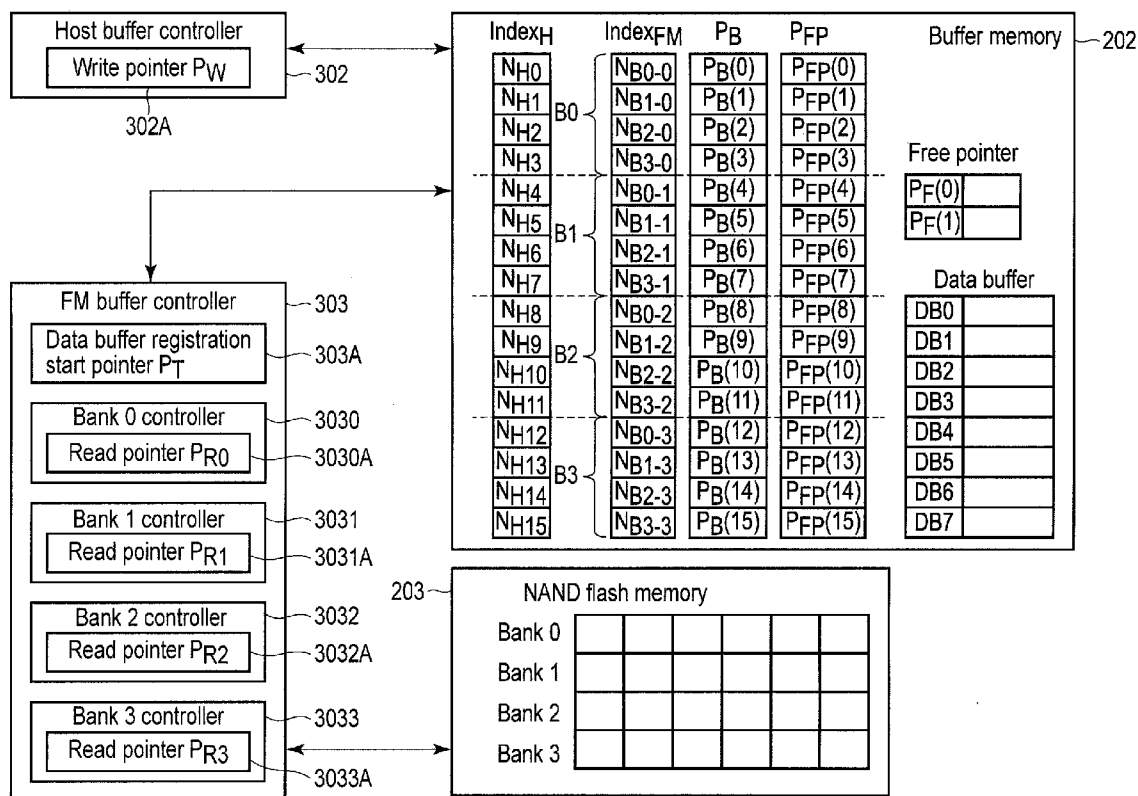 Host buffer controller
Write pointer PW
302
302A
IndexH IndexFM PB PFP Buffer memory 202
NH0 NB0-0 PB(0) PFP(0)
NH1 NB1-0 PB(1) PFP(1)
B0
NH2 NB2-0 PB(2) PFP(2)
NH3 NB3-0 PB(3) PFP(3)
NH4 NB0-1 PB(4) PFP(4)
NH5 NB1-1 PB(5) PFP(5)
B1
NH6 NB2-1 PB(6) PFP(6)
NH7 NB3-1 PB(7) PFP(7)
NH8 NB0-2 PB(8) PFP(8)
NH9 NB1-2 PB(9) PFP(9)
B2
NH10 NB2-2 PB(10) PFP(10)
NH11 NB3-2 PB(11) PFP(11)
NH12 NB0-3 PB(12) PFP(12)
NH13 NB1-3 PB(13) PFP(13)
B3
NH14 NB2-3 PB(14) PFP(14)
NH15 NB3-3 PB(15) PFP(15)
Free pointer
PF(0)
PF(1)
Data buffer
DB0
DB1
DB2
DB3
DB4
DB5
DB6
DB7
FM buffer controller 303
Data buffer registration
start pointer PT
303A
Bank 0 controller 3030
Read pointer PR0 3030A
Bank 1 controller 3031
Read pointer PR1 3031A
Bank 2 controller 3032
Read pointer PR2 3032A
Bank 3 controller 3033
Read pointer PR3
3033A
203 NAND flash memory
Bank 0
Bank 1
Bank 2
Bank 3